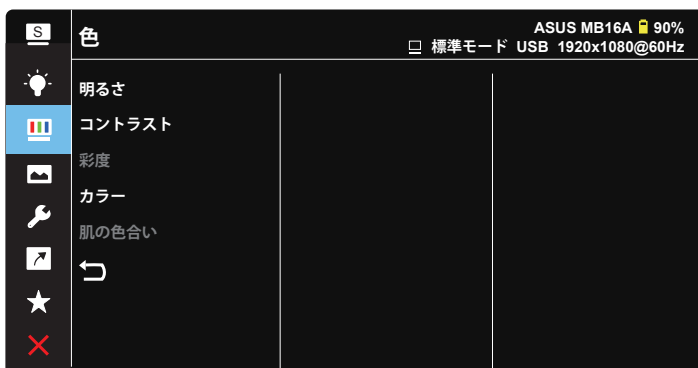 S
色
ASUS MB16A 90%
標準モード USB 1920x1080@60Hz
明るさ
コントラスト
彩度
カラー
肌の色合い